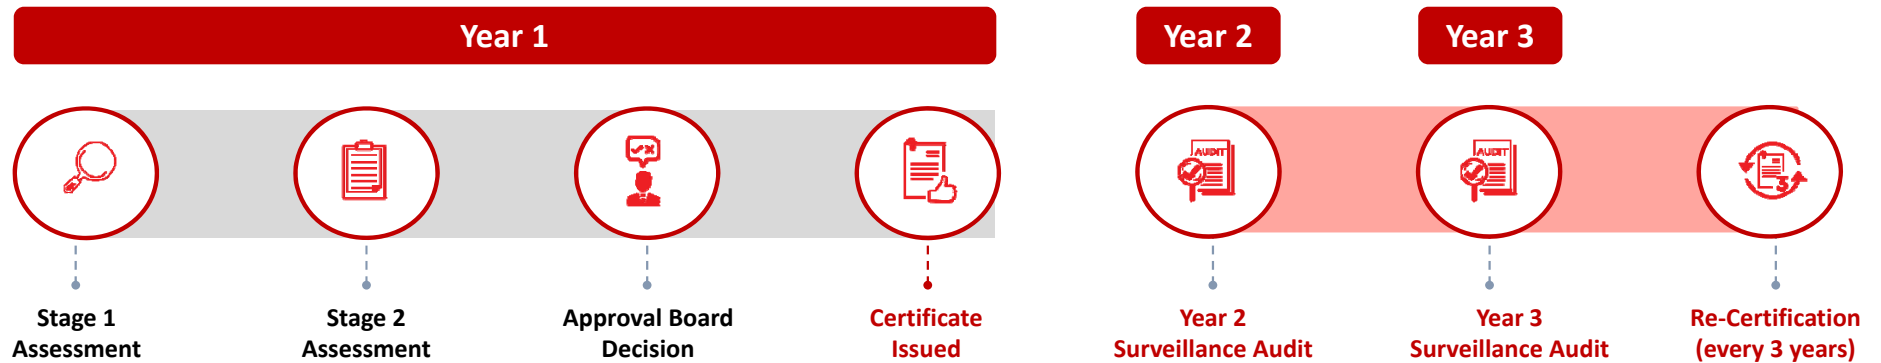 Year 1
Year 2
Year 3
AUDIT
AUDIT
3
Stage 1
Assessment
Stage 2
Assessment
Approval Board
Decision
Certificate
Issued
Year 2
Surveillance Audit
Year 3
Surveillance Audit
Re-Certification
(every 3 years)